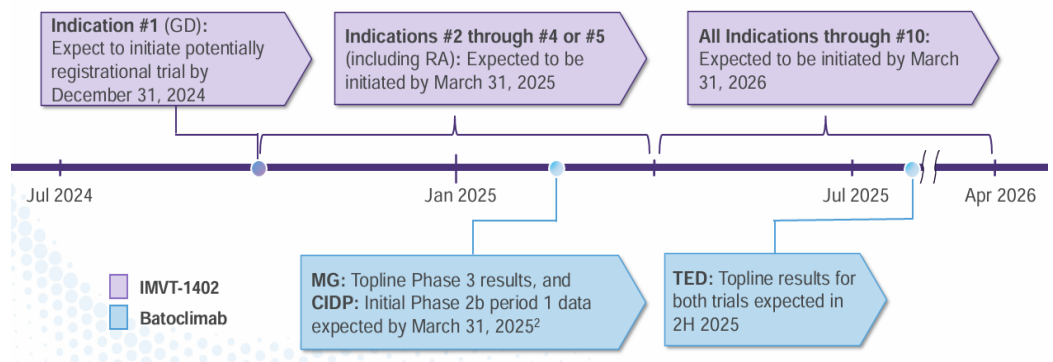 Indication #1 (GD):
Expect to initiate potentially
registrational trial by
December 31, 2024
Indications #2 through #4 or #5
(including RA): Expected to be
initiated by March 31, 2025
All Indications through #10:
Expected to be initiated by March
31, 2026
Jul 2024
Jan 2025
Jul 2025
Apr 2026
MG: Topline Phase 3 results, and
CIDP: Initial Phase 2b period 1 data
expected by March 31, 2025²
TED: Topline results for
both trials expected in
2H 2025
IMVT-1402
Batoclimab